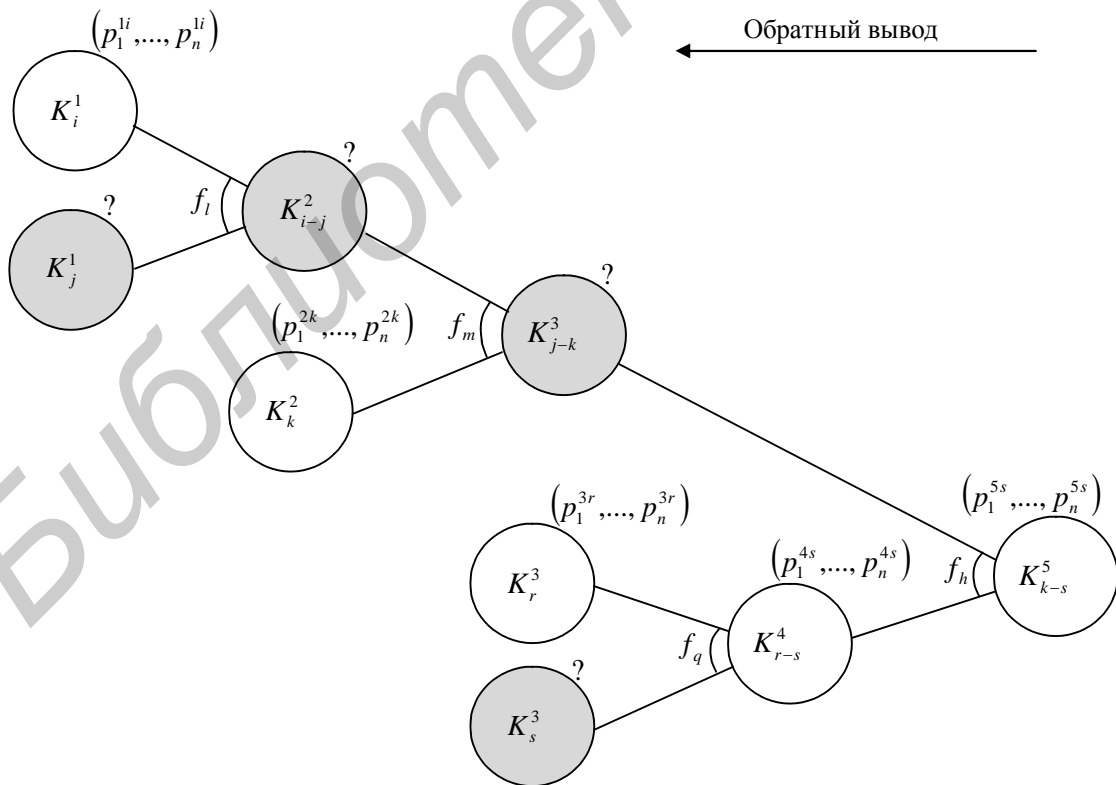 (p_1^{1i},..., p_n^{1i})
Обратный вывод
K_i^1
?
K_{i-j}^2
f_l
?
K_j^1
?
(p_1^{2k},..., p_n^{2k})
f_m
K_{j-k}^3
K_k^2
(p_1^{3r},..., p_n^{3r})
(p_1^{5s},..., p_n^{5s})
(p_1^{4s},..., p_n^{4s})
f_h
K_{k-s}^5
K_r^3
f_q
K_{r-s}^4
?
K_s^3
Библиоте